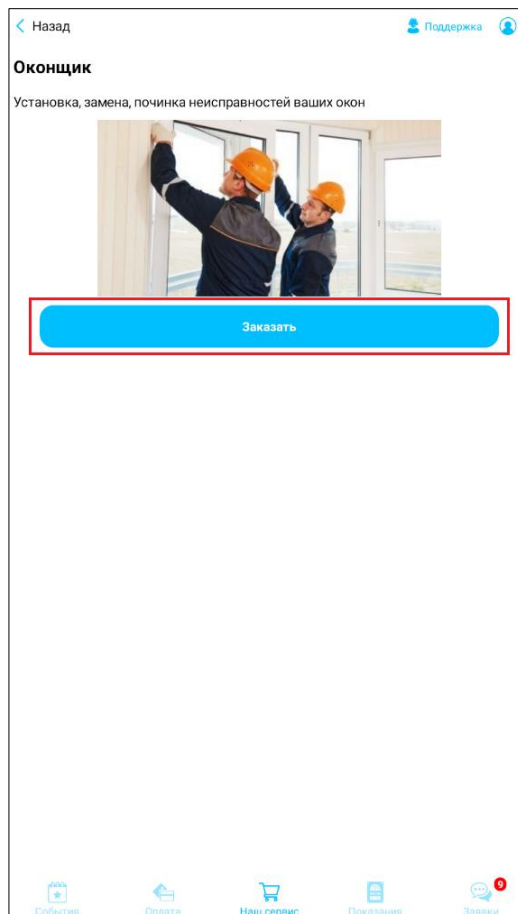 Назад
Поддержка
Оконщик
Установка, замена, починка неисправностей ваших окон
Заказать
9
События
Оплата
Наш сервис
Показания
Заявки